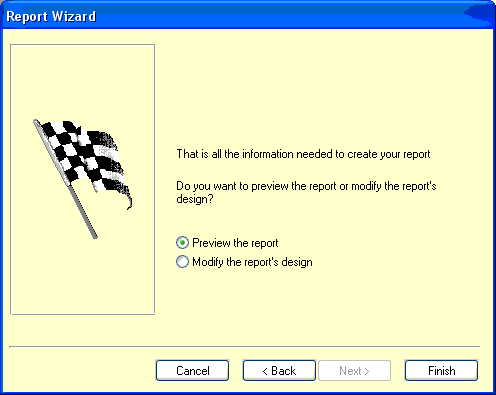 Report Wizard
That is all the information needed to create your report
Do you want to preview the report or modify the report's
design?
Preview the report
Modify the report's design
Cancel
< Back
Next >
Finish